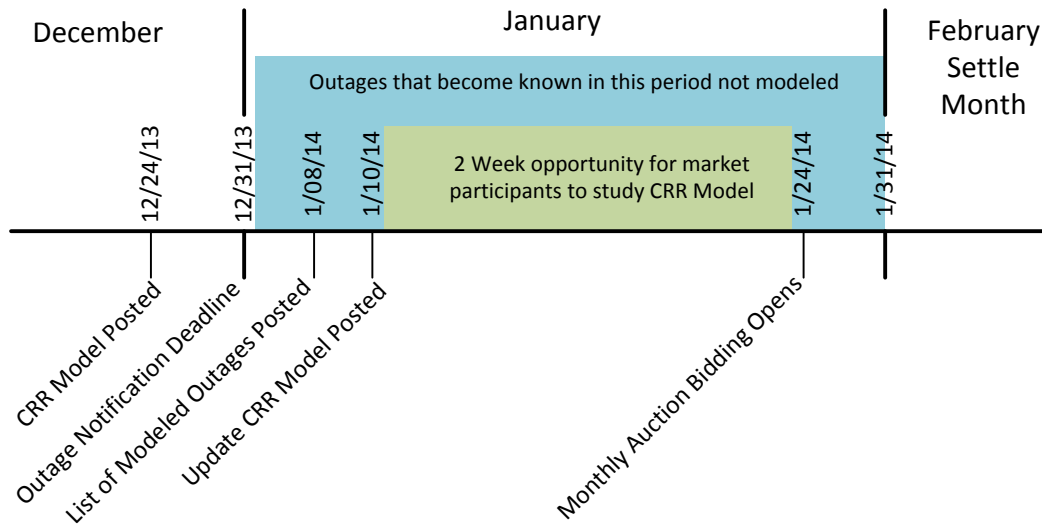 December
January
February
Settle
Month
Outages that become known in this period not modeled
2 Week opportunity for market
participants to study CRR Model
12/24/13
12/31/13
1/08/14
1/10/14
1/24/14
1/31/14
CRR Model Posted
Outage Notification Deadline
List of Modeled Outages Posted
Update CRR Model Posted
Monthly Auction Bidding Opens